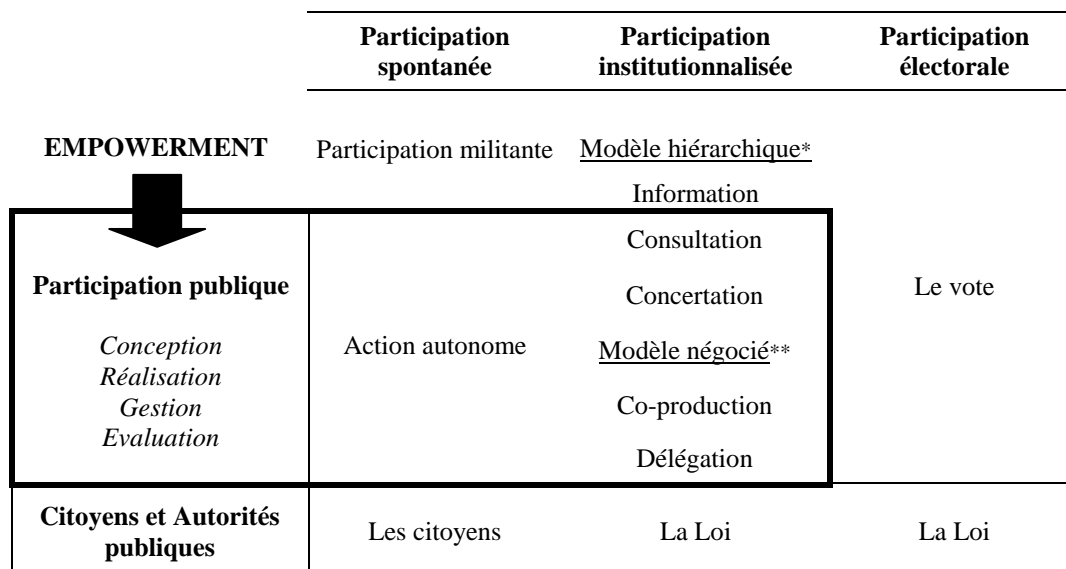 Participation spontanée
Participation institutionnalisée
Participation électorale
EMPOWERMENT
Participation militante
Modèle hiérarchique*
Information
Consultation
Participation publique
Concertation
Le vote
Conception
Réalisation
Gestion
Evaluation
Action autonome
Modèle négocié**
Co-production
Délégation
Citoyens et Autorités publiques
Les citoyens
La Loi
La Loi